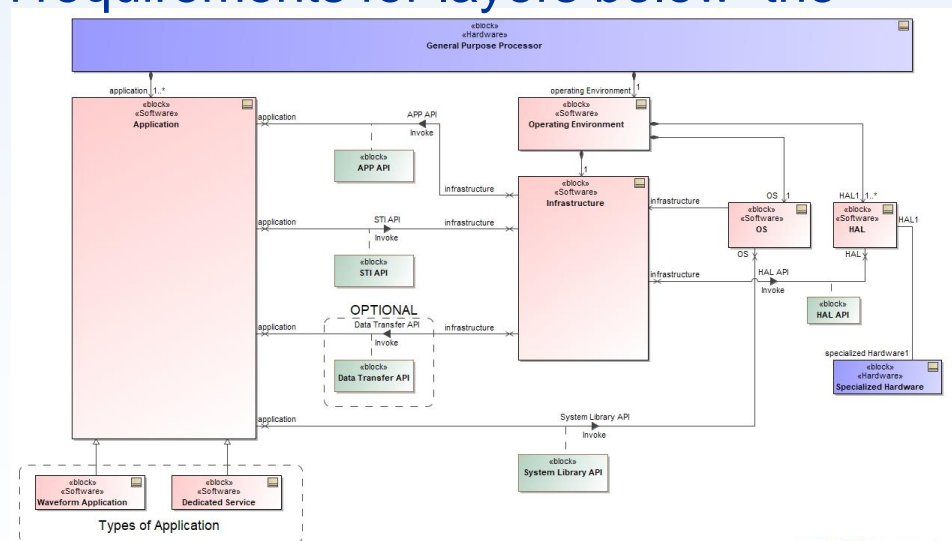 requirements for layers below the
«block»
«Hardware»
General Purpose Processor
application 1..*
operating Environment 1
«block»
«Software»
Application
«block»
«Software»
Operating Environment
application
APP API
Invoke
«block»
APP API
infrastructure
1
«block»
«Software»
Infrastructure
OS 1
HAL1 1..*
infrastructure
«block»
«Software»
OS
«block»
«Software»
HAL
HAL1
application
STI API
infrastructure
Invoke
«block»
STI API
OS
HAL
infrastructure
HAL API
Invoke
«block»
HAL API
OPTIONAL
application
Data Transfer API
infrastructure
Invoke
«block»
Data Transfer API
specialized Hardware1
«block»
«Hardware»
Specialized Hardware
application
System Library API
Invoke
«block»
System Library API
«block»
«Software»
Waveform Application
«block»
«Software»
Dedicated Service
Types of Application